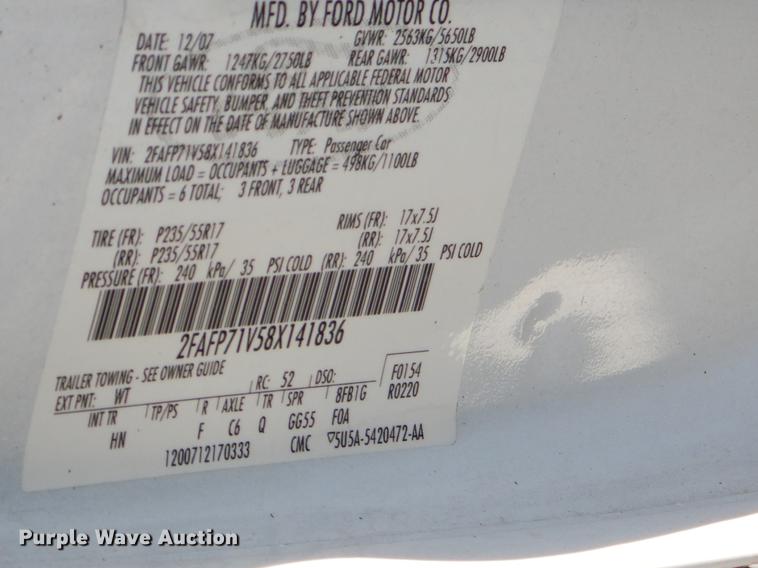 MFD. BY FORD MOTOR CO.
DATE: 12/07 GVWR: 2563KG/5650LB
FRONT GAWR: 1247KG/2750LB REAR GAWR: 1315KG/2900LB
THIS VEHICLE CONFORMS TO ALL APPLICABLE FEDERAL MOTOR
VEHICLE SAFETY, BUMPER, AND THEFT PREVENTION STANDARDS
IN EFFECT ON THE DATE OF MANUFACTURE SHOWN ABOVE.
VIN: 2FAFP71V58X141836 TYPE: Passenger Car
MAXIMUM LOAD = OCCUPANTS + LUGGAGE = 498KG/1100LB
OCCUPANTS = 6 TOTAL; 3 FRONT, 3 REAR
TIRE (FR): P235/55R17 RIMS (FR): 17x7.5J
(RR): P235/55R17 (RR): 17x7.5J
PRESSURE (FR): 240 kPa/ 35 PSI COLD (RR): 240 kPa/ 35 PSI COLD
2FAFP71V58X141836
TRAILER TOWING - SEE OWNER GUIDE F0154
EXT PNT: WT RC: 52 DSO: R0220
INT TR TP/PS R AXLE TR SPR 8FB1G
HN F C6 Q GG55 FOA
1200712170333 CMC ▽5U5A-5420472-AA
Purple Wave Auction